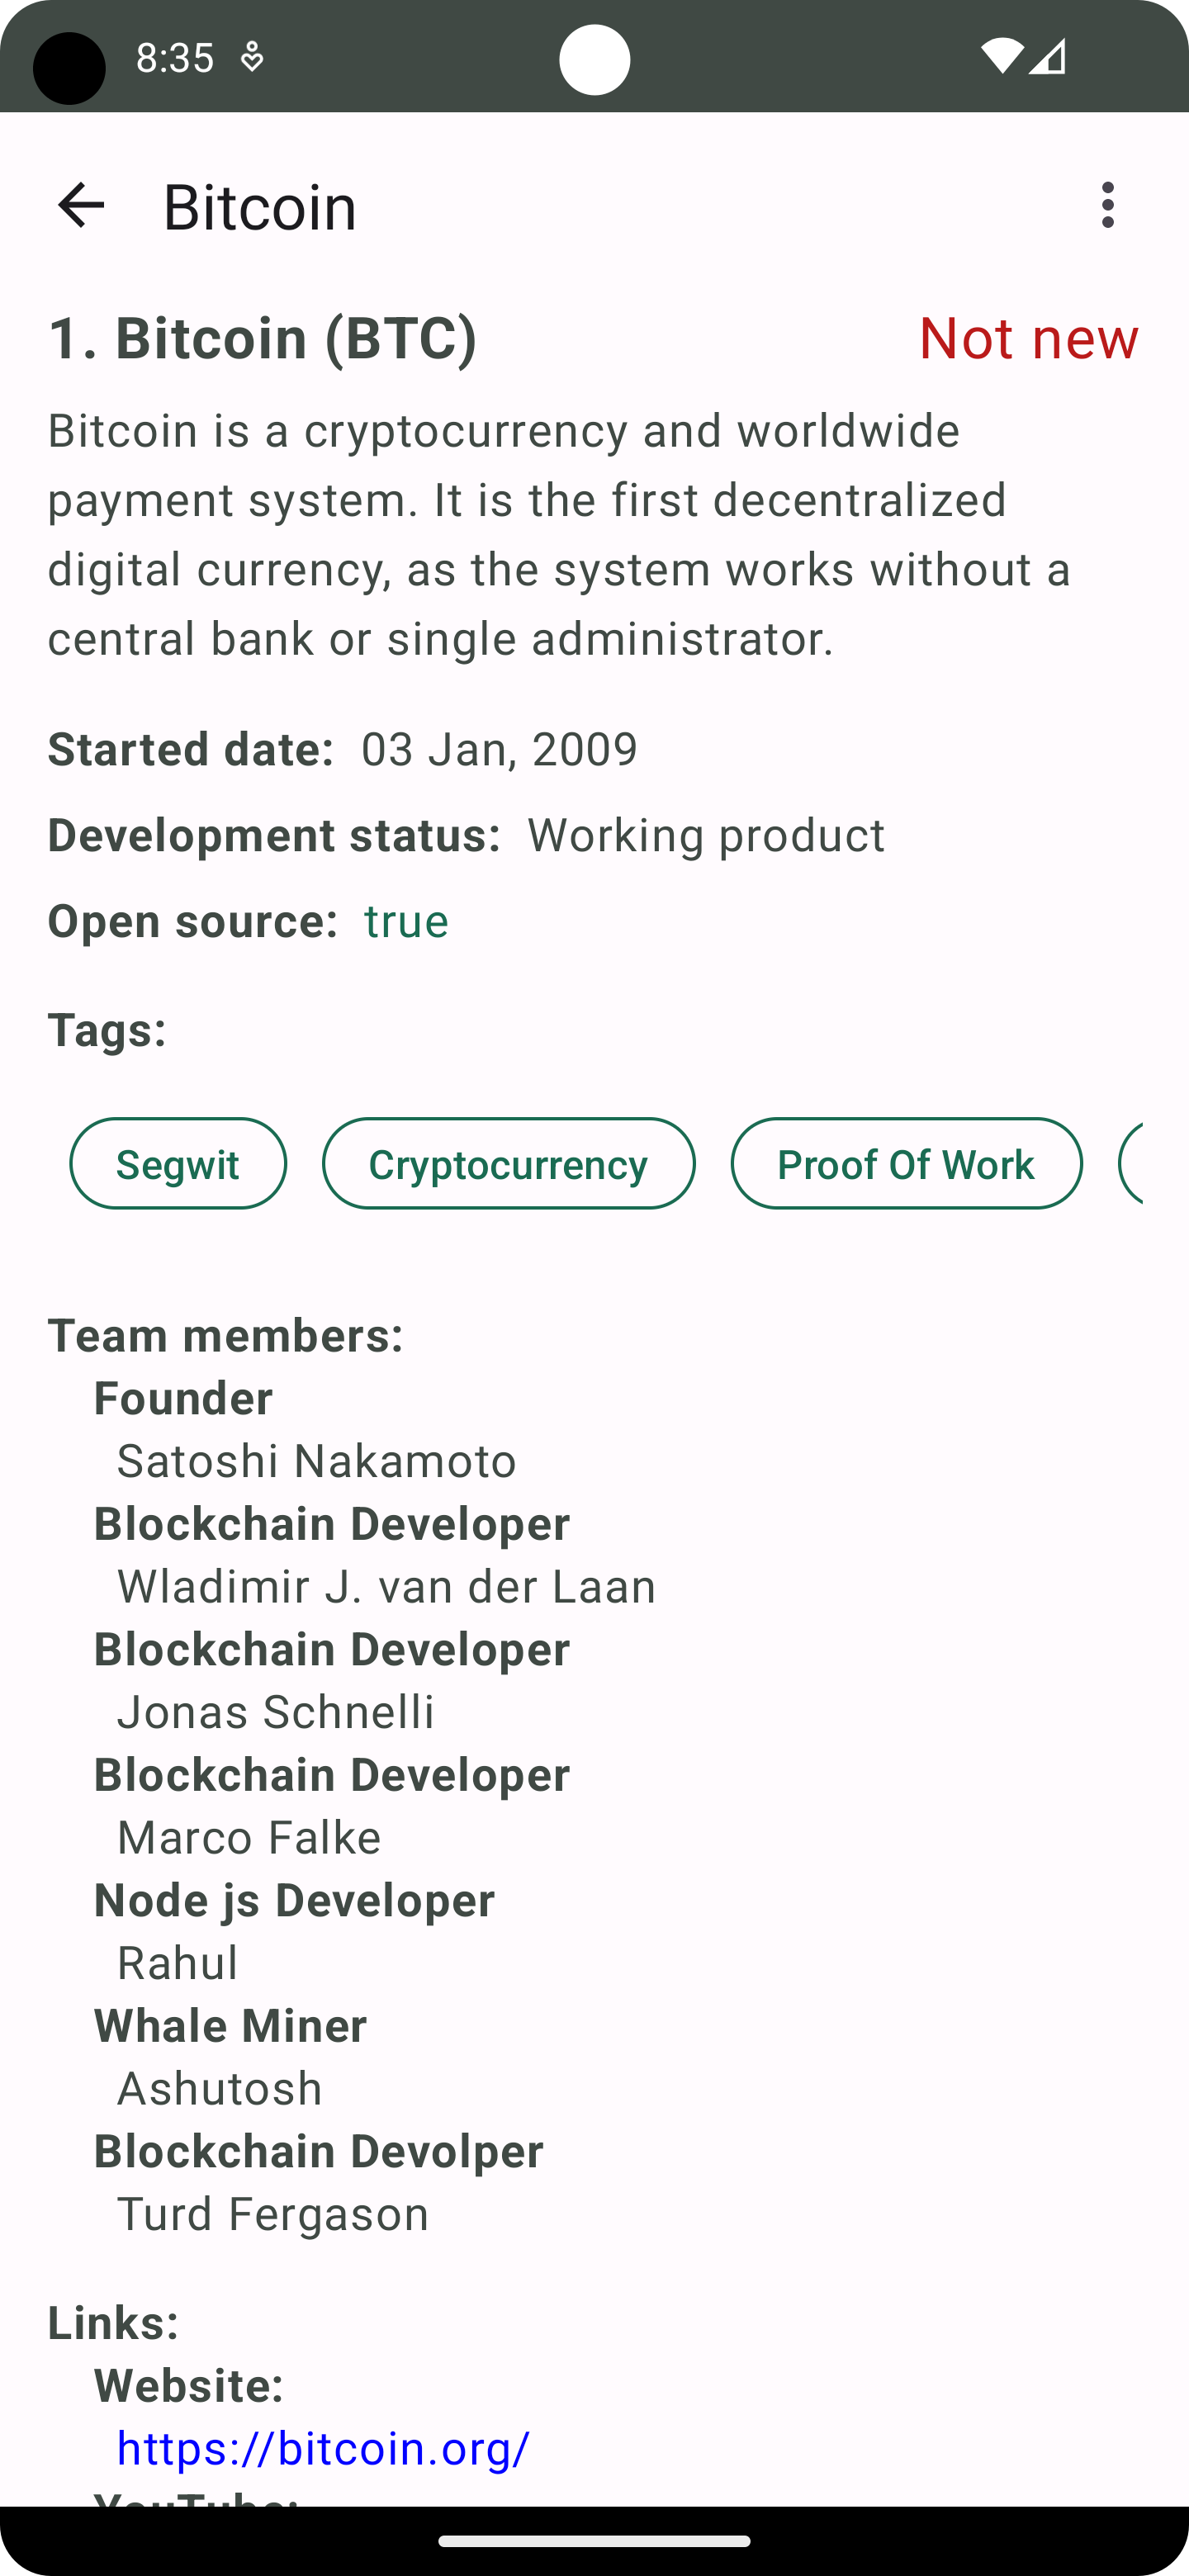 8:35
Bitcoin
1. Bitcoin (BTC)
Not new
Bitcoin is a cryptocurrency and worldwide
payment system. It is the first decentralized
digital currency, as the system works without a
central bank or single administrator.
Started date: 03 Jan, 2009
Development status: Working product
Open source: true
Tags:
Segwit
Cryptocurrency
Proof Of Work
Team members:
Founder
Satoshi Nakamoto
Blockchain Developer
Wladimir J. van der Laan
Blockchain Developer
Jonas Schnelli
Blockchain Developer
Marco Falke
Node js Developer
Rahul
Whale Miner
Ashutosh
Blockchain Devolper
Turd Fergason
Links:
Website:
https://bitcoin.org/
YouTube: